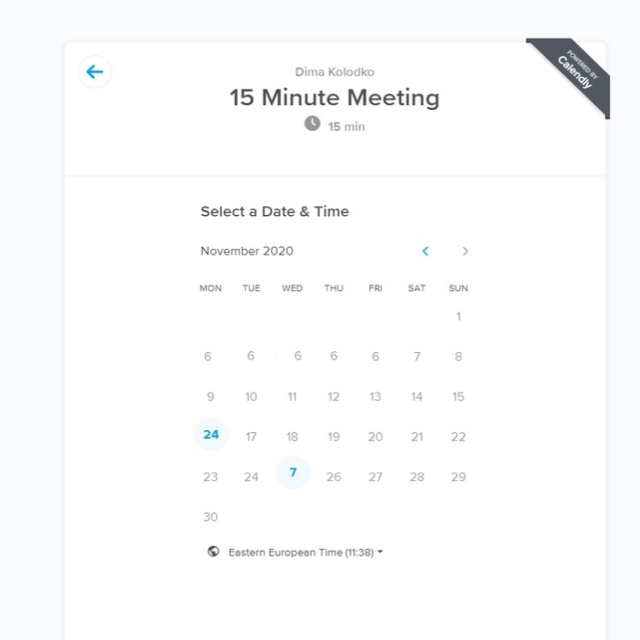 POWERED BY
Calendly
Dima Kolodko
15 Minute Meeting
15 min
Select a Date & Time
November 2020
MON TUE WED THU FRI SAT SUN
1
6 6 6 6 6 7 8
9 10 11 12 13 14 15
24 17 18 19 20 21 22
23 24 7 26 27 28 29
30
Eastern European Time (11:38)